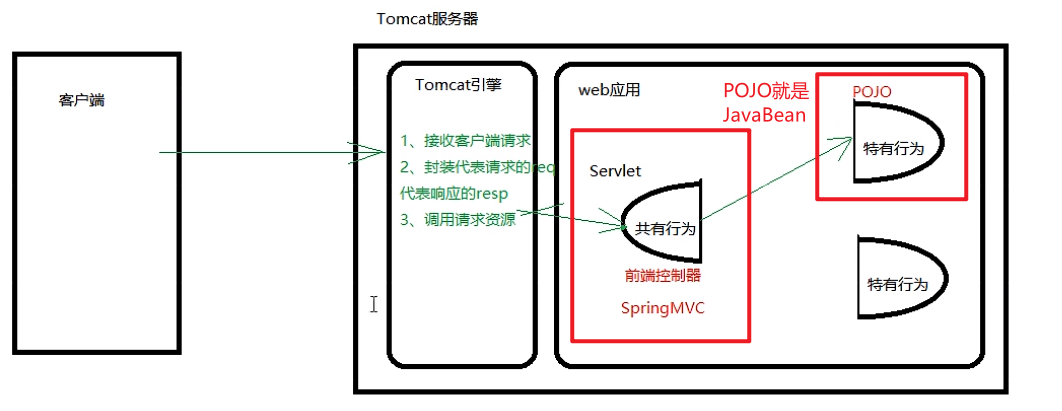 Tomcat服务器
客户端
Tomcat引擎
1、接收客户端请求
2、封装代表请求的req
代表响应的resp
3、调用请求资源
web应用
Servlet
共有行为
前端控制器
SpringMVC
POJO就是
JavaBean
POJO
特有行为
特有行为